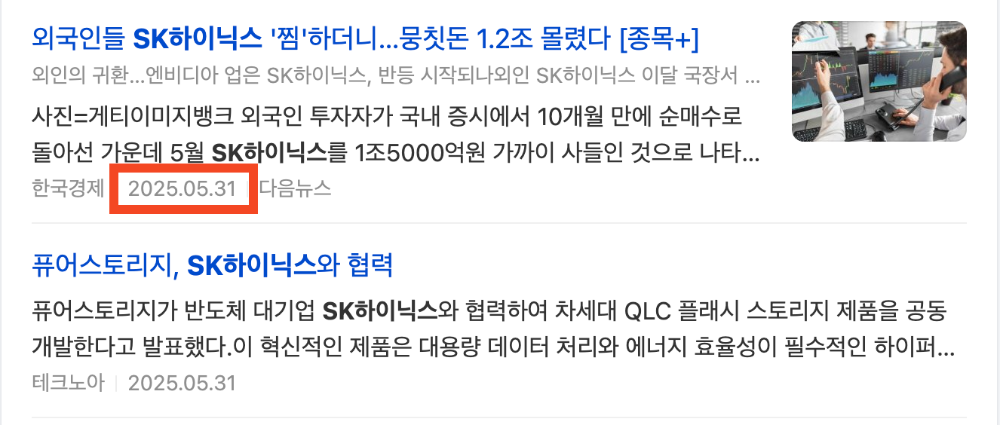 외국인들 SK하이닉스 '찜'하더니...뭉칫돈 1.2조 몰렸다 [종목+]
외인의 귀환...엔비디아 업은 SK하이닉스, 반등 시작되나외인 SK하이닉스 이달 국장서 ...
사진=게티이미지뱅크 외국인 투자자가 국내 증시에서 10개월 만에 순매수로
돌아선 가운데 5월 SK하이닉스를 1조5000억원 가까이 사들인 것으로 나타...
한국경제 2025.05.31 다음뉴스
퓨어스토리지, SK하이닉스와 협력
퓨어스토리지가 반도체 대기업 SK하이닉스와 협력하여 차세대 QLC 플래시 스토리지 제품을 공동
개발한다고 발표했다.이 혁신적인 제품은 대용량 데이터 처리와 에너지 효율성이 필수적인 하이퍼...
테크노아 2025.05.31